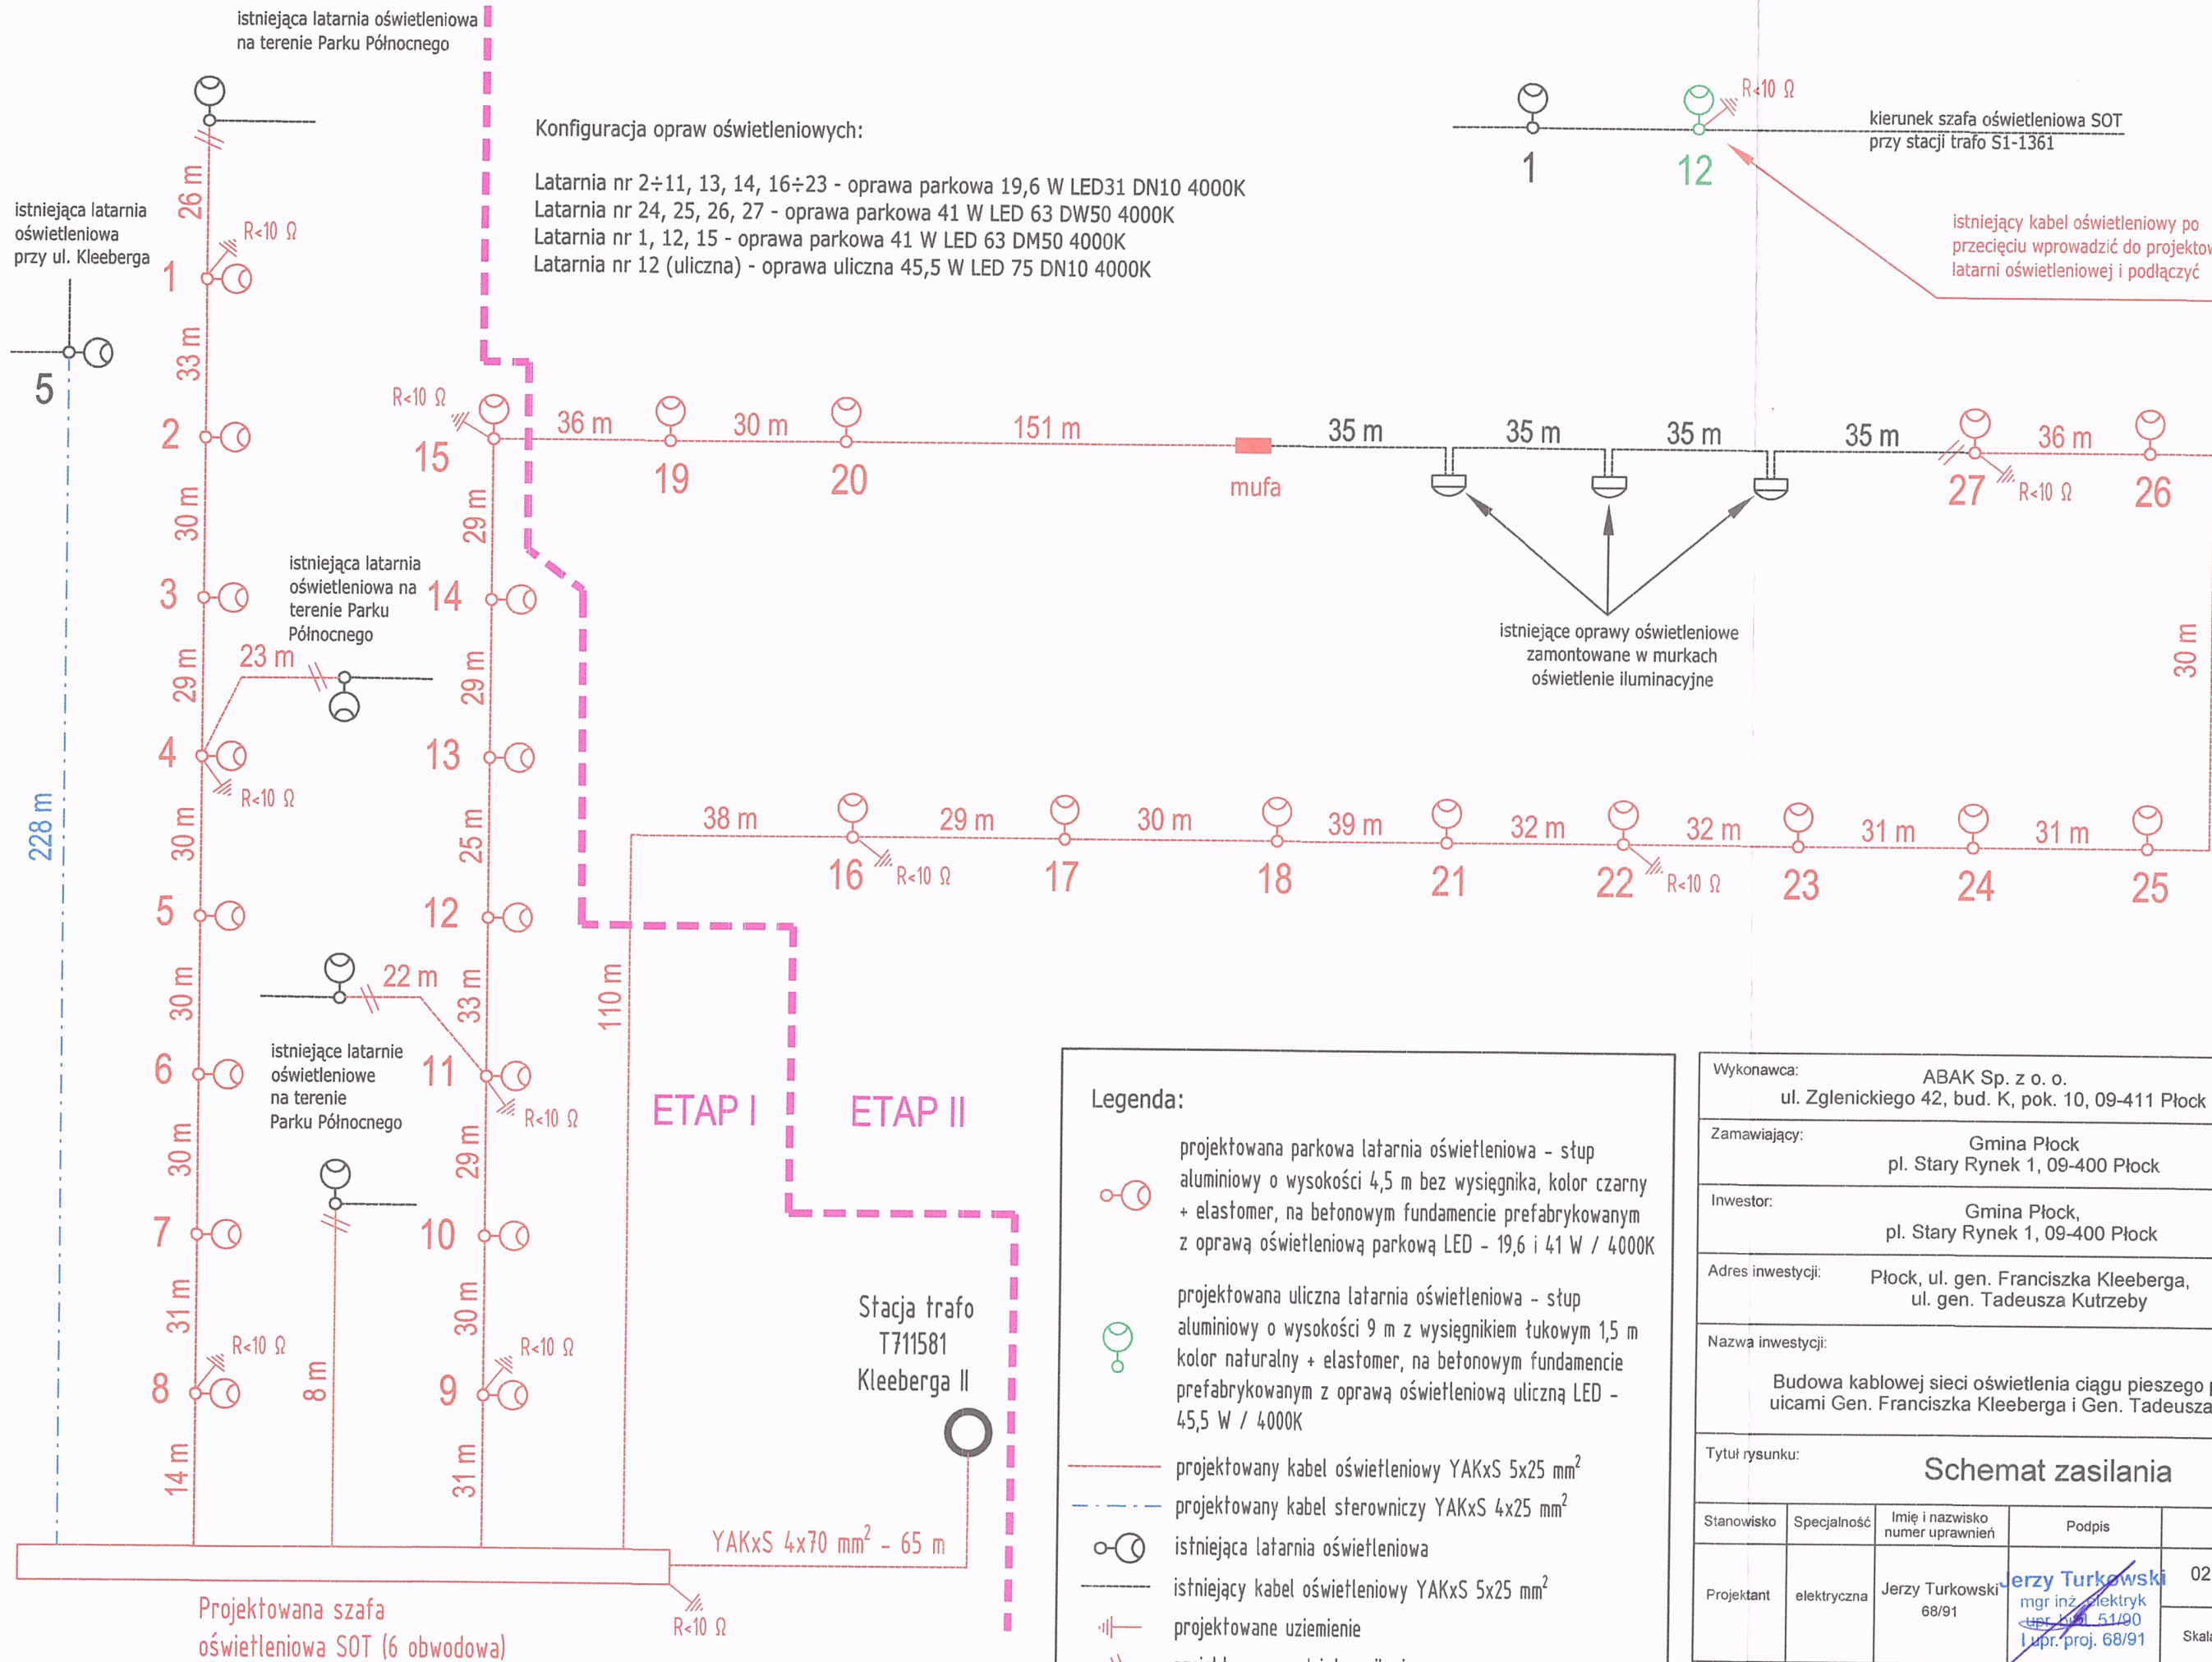 istniejąca latarnia oświetleniowa
na terenie Parku Północnego
Konfiguracja opraw oświetleniowych:
Latarnia nr 2÷11, 13, 14, 16÷23 - oprawa parkowa 19,6 W LED31 DN10 4000K
Latarnia nr 24, 25, 26, 27 - oprawa parkowa 41 W LED 63 DW50 4000K
Latarnia nr 1, 12, 15 - oprawa parkowa 41 W LED 63 DM50 4000K
Latarnia nr 12 (uliczna) - oprawa uliczna 45,5 W LED 75 DN10 4000K
R<10 Ω
1
12
kierunek szafa oświetleniowa SOT
przy stacji trafo S1-1361
istniejący kabel oświetleniowy po
przecięciu wprowadzić do
latarni oświetleniowej i podłączyć
istniejąca latarnia
oświetleniowa
przy ul. Kleeberga
5
228 m
26 m
R<10 Ω
1
33 m
2
30 m
3
29 m
istniejąca latarnia
oświetleniowa na
terenie Parku
Północnego
23 m
4
R<10 Ω
30 m
5
30 m
6
30 m
7
31 m
R<10 Ω
8
14 m
22 m
istniejące latarnie
oświetleniowe
na terenie
Parku Północnego
8 m
R<10 Ω
15
29 m
14
29 m
13
25 m
12
33 m
11
R<10 Ω
29 m
10
30 m
R<10 Ω
9
31 m
36 m
19
30 m
20
151 m
mufa
35 m
35 m
35 m
35 m
27
R<10 Ω
36 m
26
30 m
istniejące oprawy oświetleniowe
zamontowane w murkach
oświetlenie iluminacyjne
110 m
38 m
16
R<10 Ω
29 m
17
30 m
18
39 m
21
32 m
22
R<10 Ω
32 m
23
31 m
24
31 m
25
ETAP I
ETAP II
Stacja trafo
T711581
Kleeberga II
YAKxS 4x70 mm² - 65 m
R<10 Ω
Projektowana szafa
oświetleniowa SOT (6 obwodowa)
Legenda:
projektowana parkowa latarnia oświetleniowa - słup
aluminiowy o wysokości 4,5 m bez wysięgnika, kolor czarny
+ elastomer, na betonowym fundamencie prefabrykowanym
z oprawą oświetleniową parkową LED - 19,6 i 41 W / 4000K
projektowana uliczna latarnia oświetleniowa - słup
aluminiowy o wysokości 9 m z wysięgnikiem łukowym 1,5 m
kolor naturalny + elastomer, na betonowym fundamencie
prefabrykowanym z oprawą oświetleniową uliczną LED -
45,5 W / 4000K
projektowany kabel oświetleniowy YAKxS 5x25 mm²
projektowany kabel sterowniczy YAKxS 4x25 mm²
istniejąca latarnia oświetleniowa
istniejący kabel oświetleniowy YAKxS 5x25 mm²
projektowane uziemienie
Wykonawca:
ABAK Sp. z o. o.
ul. Zglenickiego 42, bud. K, pok. 10, 09-411 Płock
Zamawiający:
Gmina Płock
pl. Stary Rynek 1, 09-400 Płock
Inwestor:
Gmina Płock,
pl. Stary Rynek 1, 09-400 Płock
Adres inwestycji:
Płock, ul. gen. Franciszka Kleeberga,
ul. gen. Tadeusza Kutrzeby
Nazwa inwestycji:
Budowa kablowej sieci oświetlenia ciągu pieszego
uicami Gen. Franciszka Kleeberga i Gen. Tadeusza
Tytuł rysunku:
Schemat zasilania
Stanowisko
Specjalność
Imię i nazwisko
numer uprawnień
Podpis
Projektant
elektryczna
Jerzy Turkowski
68/91
Jerzy Turkowski
mgr inż. elektryk
51/90
upr. proj. 68/91
02
Skala